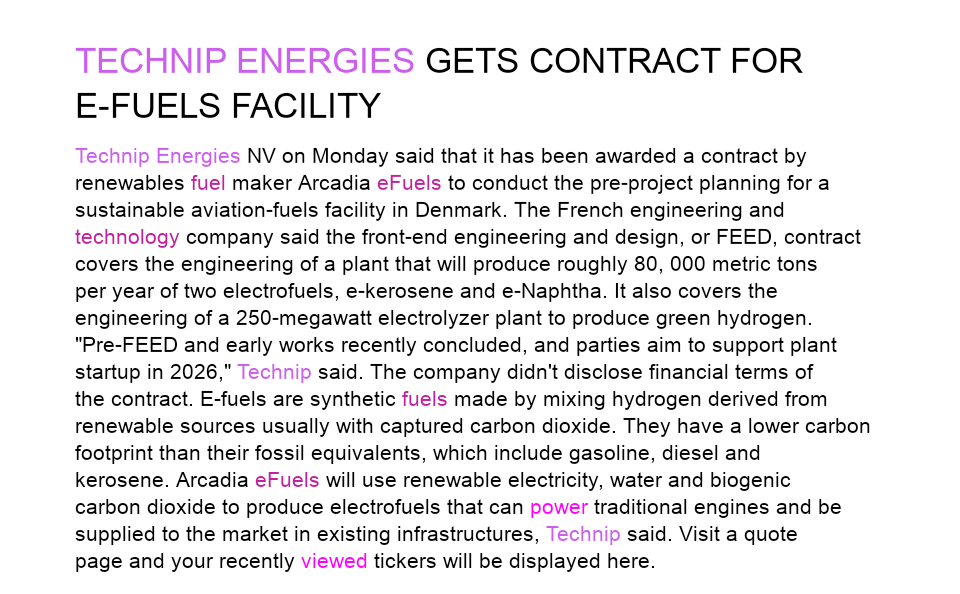 TECHNIP ENERGIES GETS CONTRACT FOR
E-FUELS FACILITY
Technip Energies NV on Monday said that it has been awarded a contract by
renewables fuel maker Arcadia eFuels to conduct the pre-project planning for a
sustainable aviation-fuels facility in Denmark. The French engineering and
technology company said the front-end engineering and design, or FEED, contract
covers the engineering of a plant that will produce roughly 80, 000 metric tons
per year of two electrofuels, e-kerosene and e-Naphtha. It also covers the
engineering of a 250-megawatt electrolyzer plant to produce green hydrogen.
"Pre-FEED and early works recently concluded, and parties aim to support plant
startup in 2026," Technip said. The company didn't disclose financial terms of
the contract. E-fuels are synthetic fuels made by mixing hydrogen derived from
renewable sources usually with captured carbon dioxide. They have a lower carbon
footprint than their fossil equivalents, which include gasoline, diesel and
kerosene. Arcadia eFuels will use renewable electricity, water and biogenic
carbon dioxide to produce electrofuels that can power traditional engines and be
supplied to the market in existing infrastructures, Technip said. Visit a quote
page and your recently viewed tickers will be displayed here.